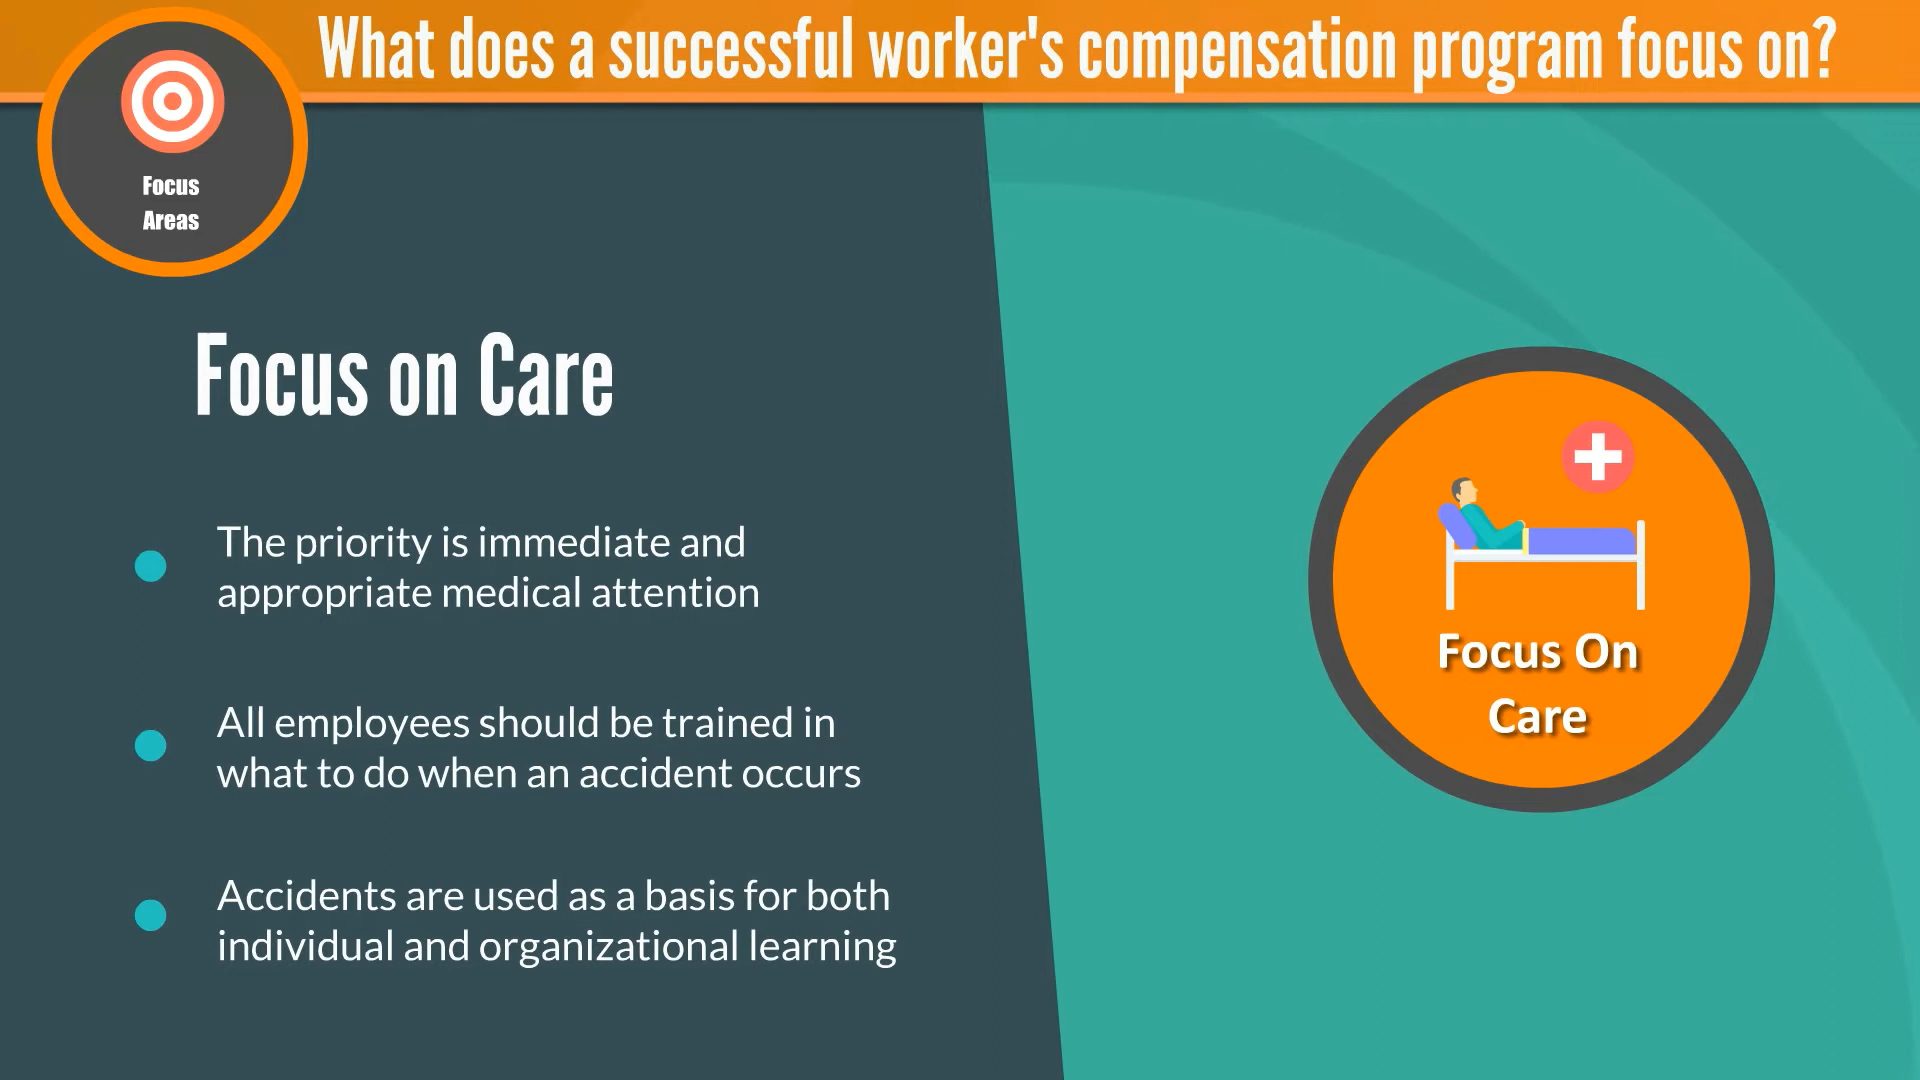 What does a successful worker's compensation program focus on?
Focus
Areas
Focus on Care
The priority is immediate and
appropriate medical attention
All employees should be trained in
what to do when an accident occurs
Accidents are used as a basis for both
individual and organizational learning
Focus On
Care